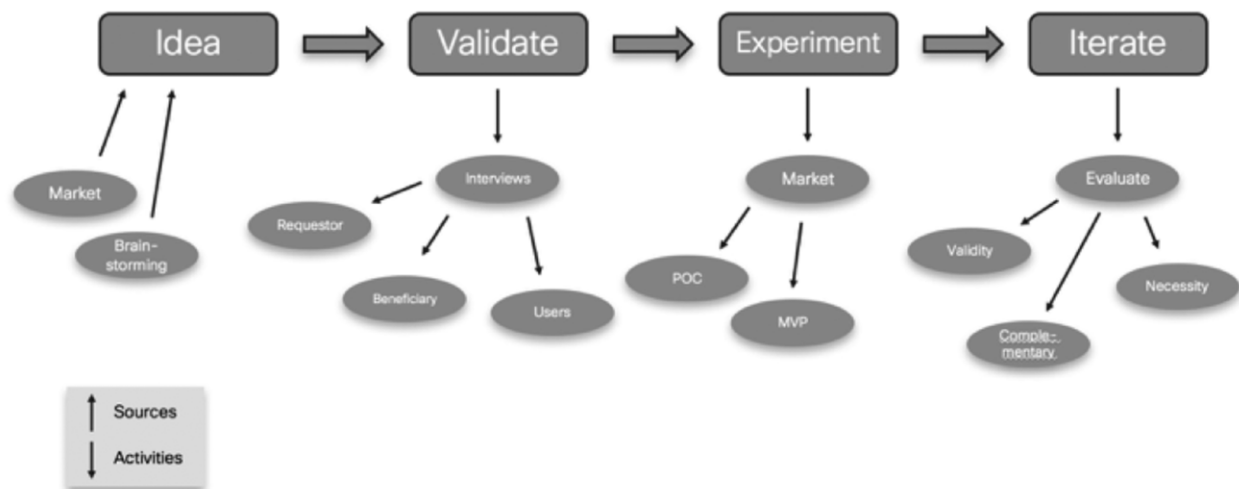 Idea
Validate
Experiment
Iterate
Market
Brain-
storming
Interviews
Requestor
Beneficiary
Users
Market
POC
MVP
Evaluate
Validity
Comple-
mentary
Necessity
Sources
Activities